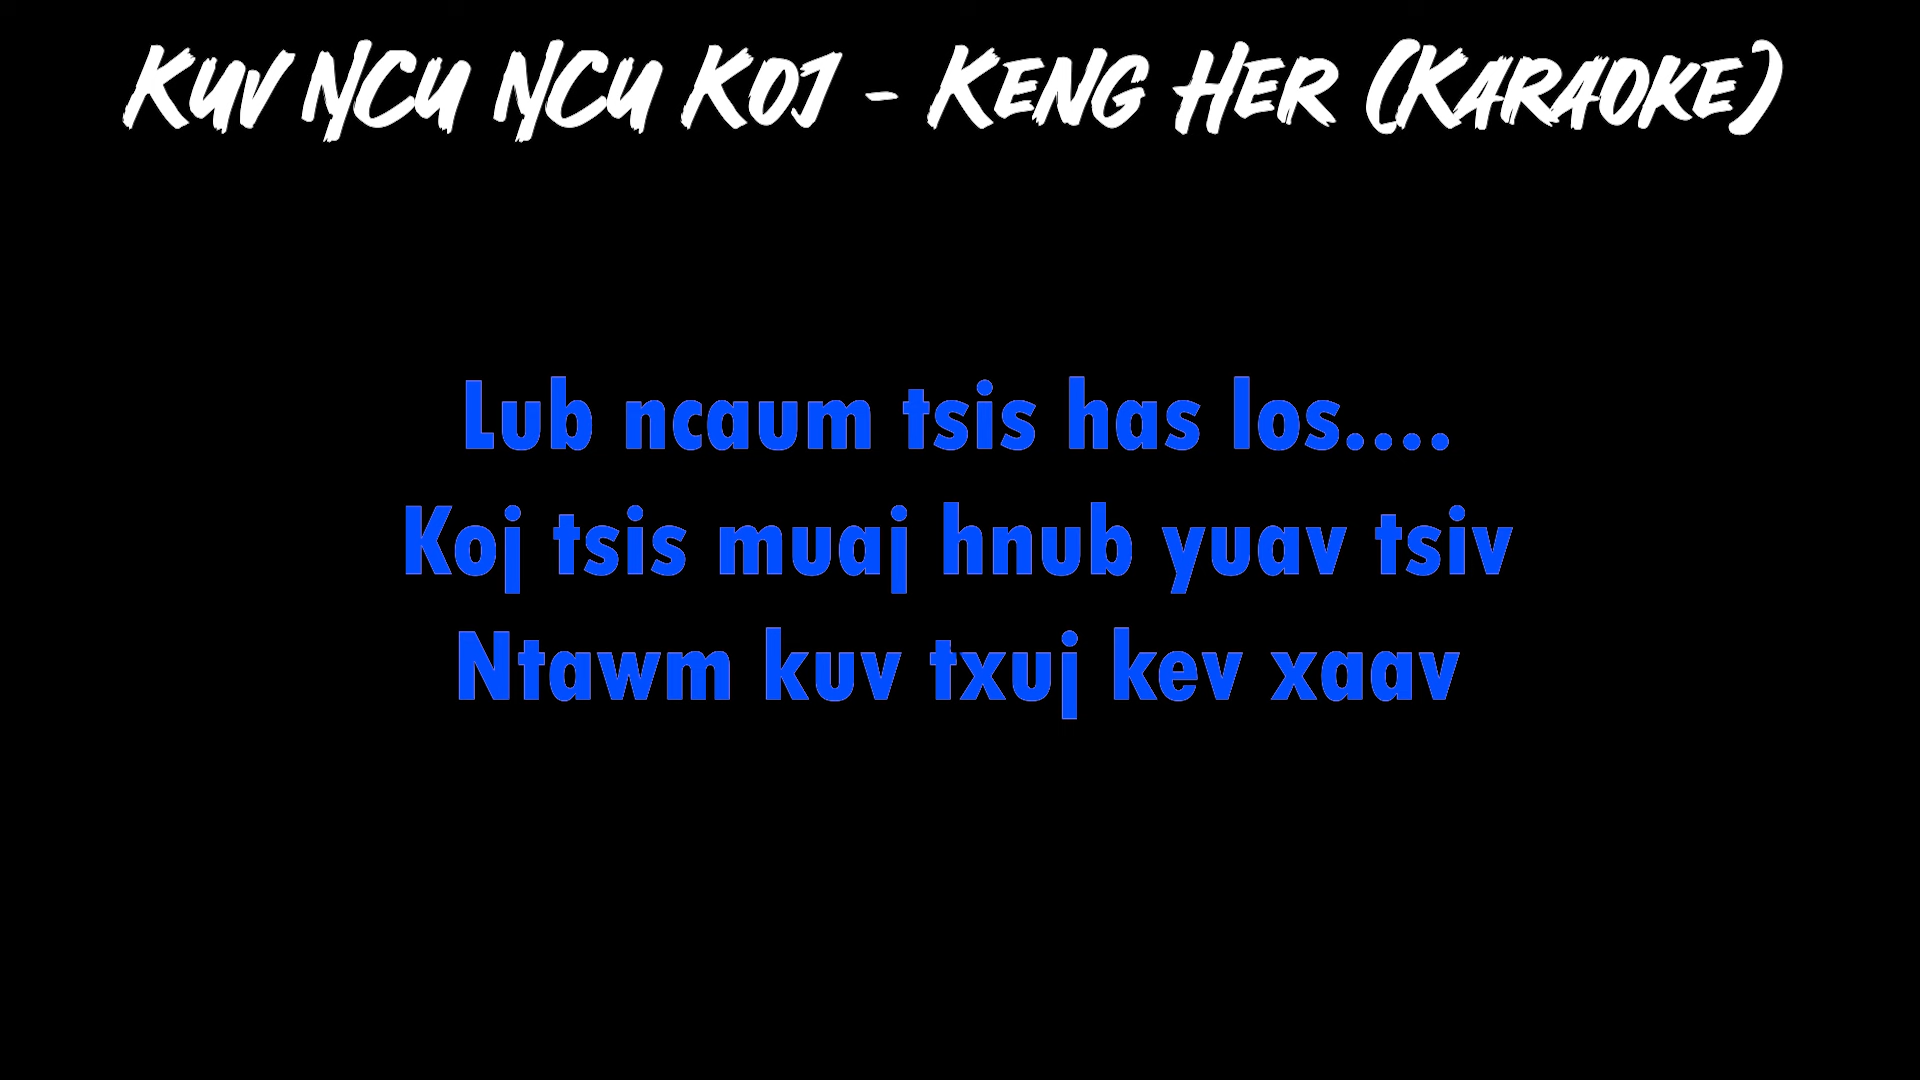 Kuv Ncu Ncu Koj - Keng Her (Karaoke)
Lub ncaum tsis has los....
Koj tsis muaj hnub yuav tsiv
Ntawm kuv txuj kev xaav